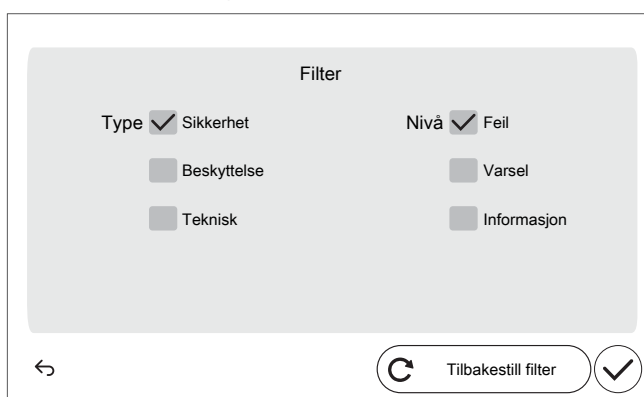 Filter
Type Sikkerhet Nivå Feil
Beskyttelse Varsel
Teknisk Informasjon
Tilbakestill filter